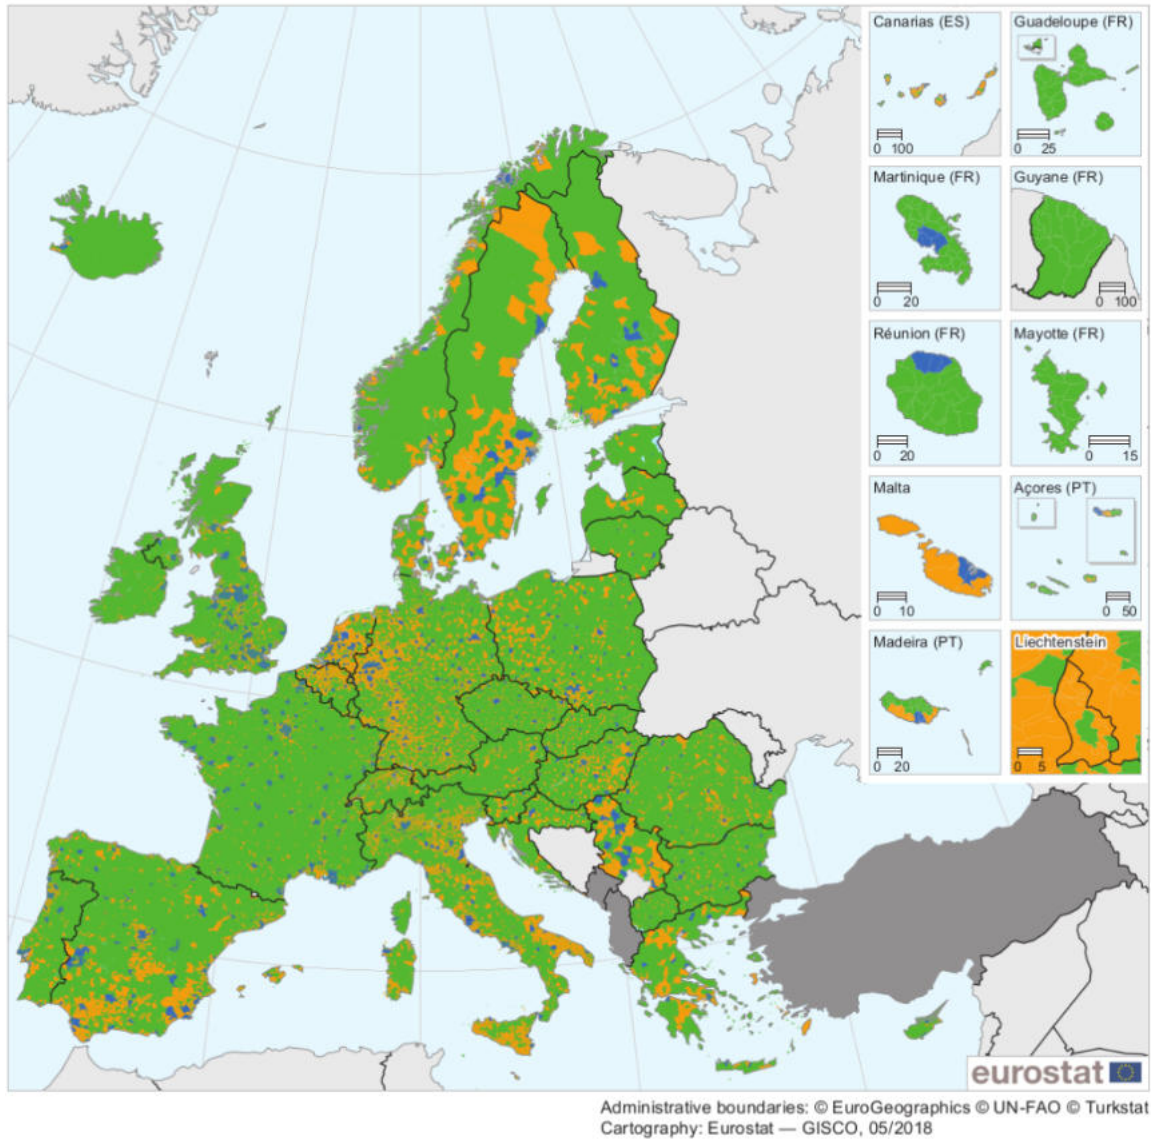 Canarias (ES)
0 100
Guadeloupe (FR)
0 25
Martinique (FR)
0 20
Guyane (FR)
0 100
Réunion (FR)
0 20
Mayotte (FR)
0 15
Malta
0 10
Açores (PT)
0 50
Madeira (PT)
0 20
Liechtenstein
0 5
eurostat
Administrative boundaries: © EuroGeographics © UN-FAO © Turkstat
Cartography: Eurostat — GISCO, 05/2018